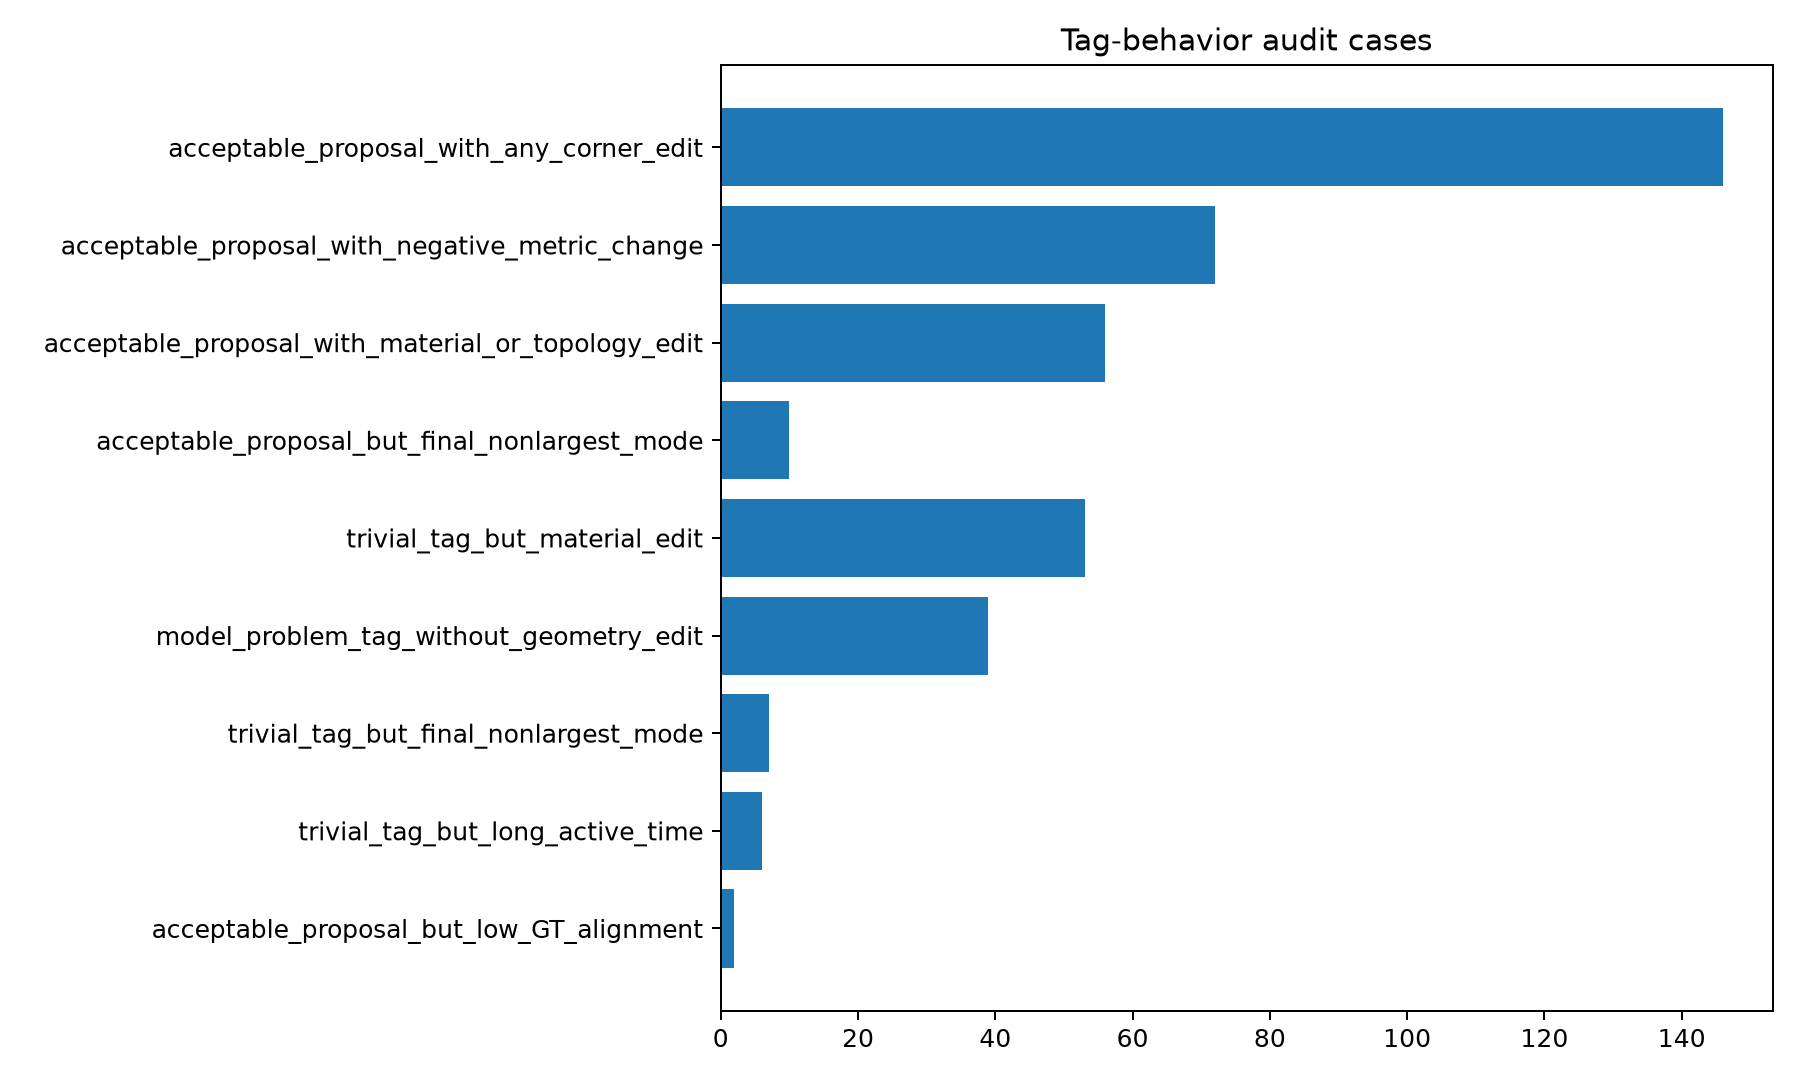 Tag-behavior audit cases
acceptable_proposal_with_any_corner_edit
acceptable_proposal_with_negative_metric_change
acceptable_proposal_with_material_or_topology_edit
acceptable_proposal_but_final_nonlargest_mode
trivial_tag_but_material_edit
model_problem_tag_without_geometry_edit
trivial_tag_but_final_nonlargest_mode
trivial_tag_but_long_active_time
acceptable_proposal_but_low_GT_alignment
0 20 40 60 80 100 120 140